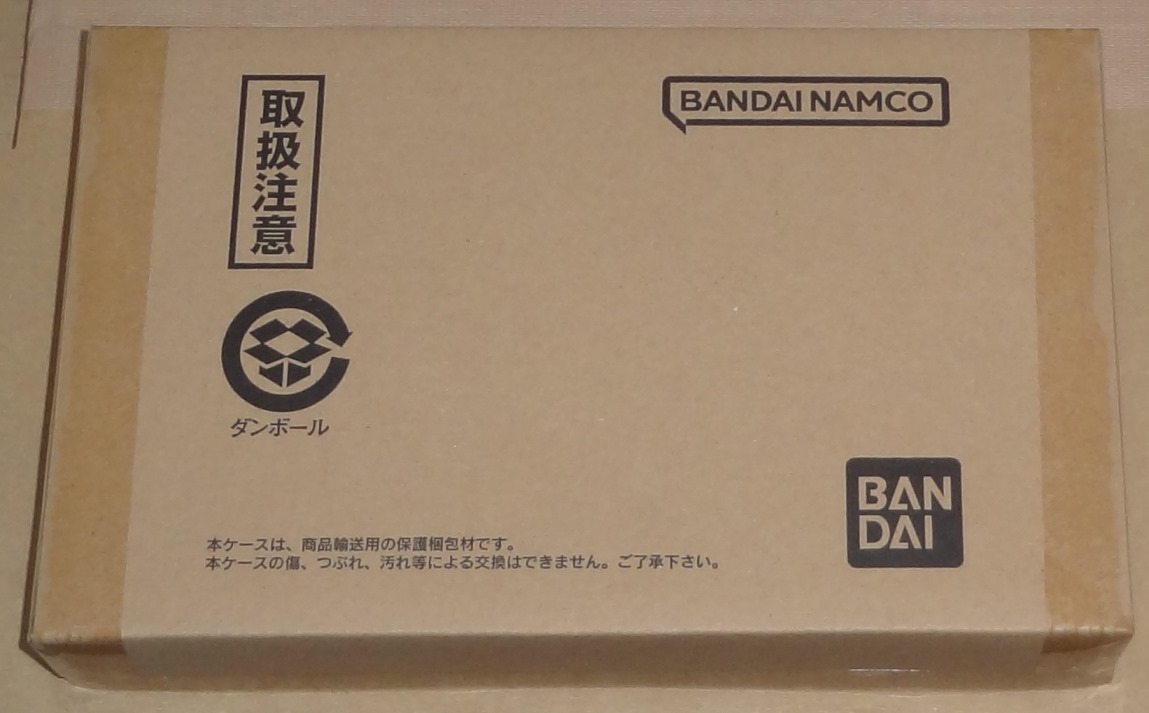 取扱注意
BANDAI NAMCO
ダンボール
BAN
DAI
本ケースは、商品輸送用の保護梱包材です。
本ケースの傷、つぶれ、汚れ等による交換はできません。ご了承下さい。